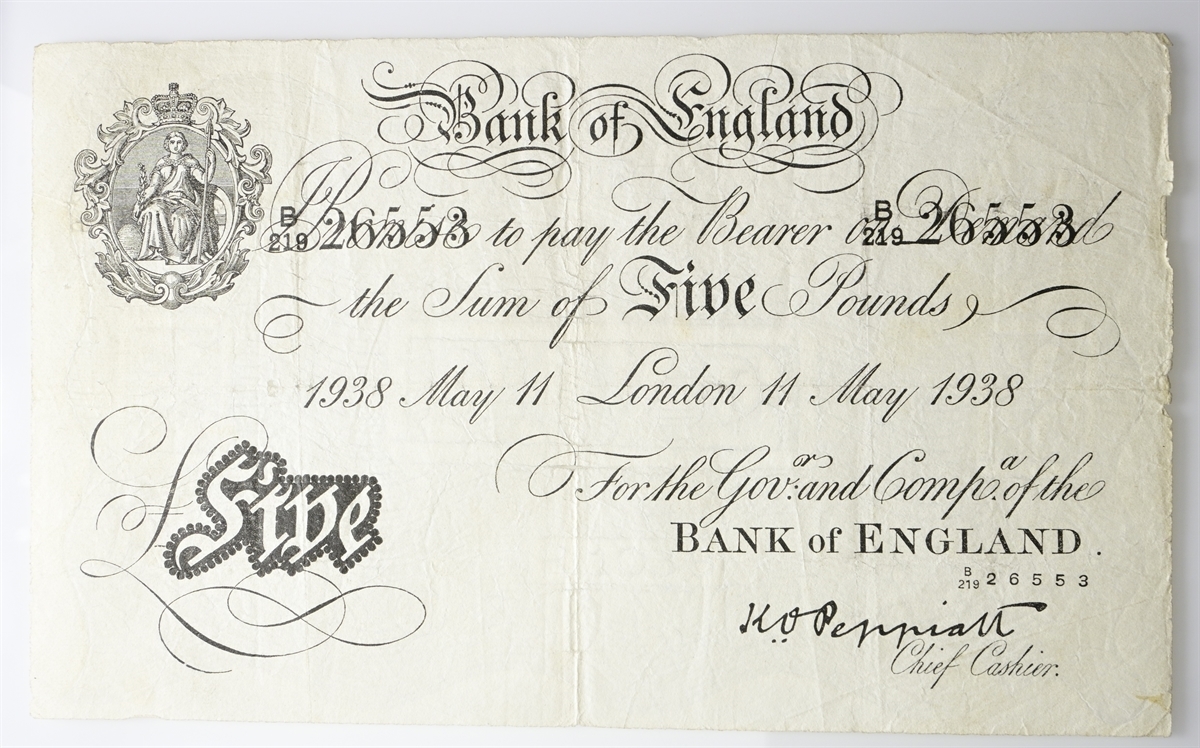 Bank of England
I Promise to pay the Bearer on Demand
B
219 26553 B
219 26553
the Sum of Five Pounds
1938 May 11 London 11 May 1938
For the Govr. and Compa. of the
BANK of ENGLAND.
B
219 26553
£Five
K.O. Peppiatt
Chief Cashier.